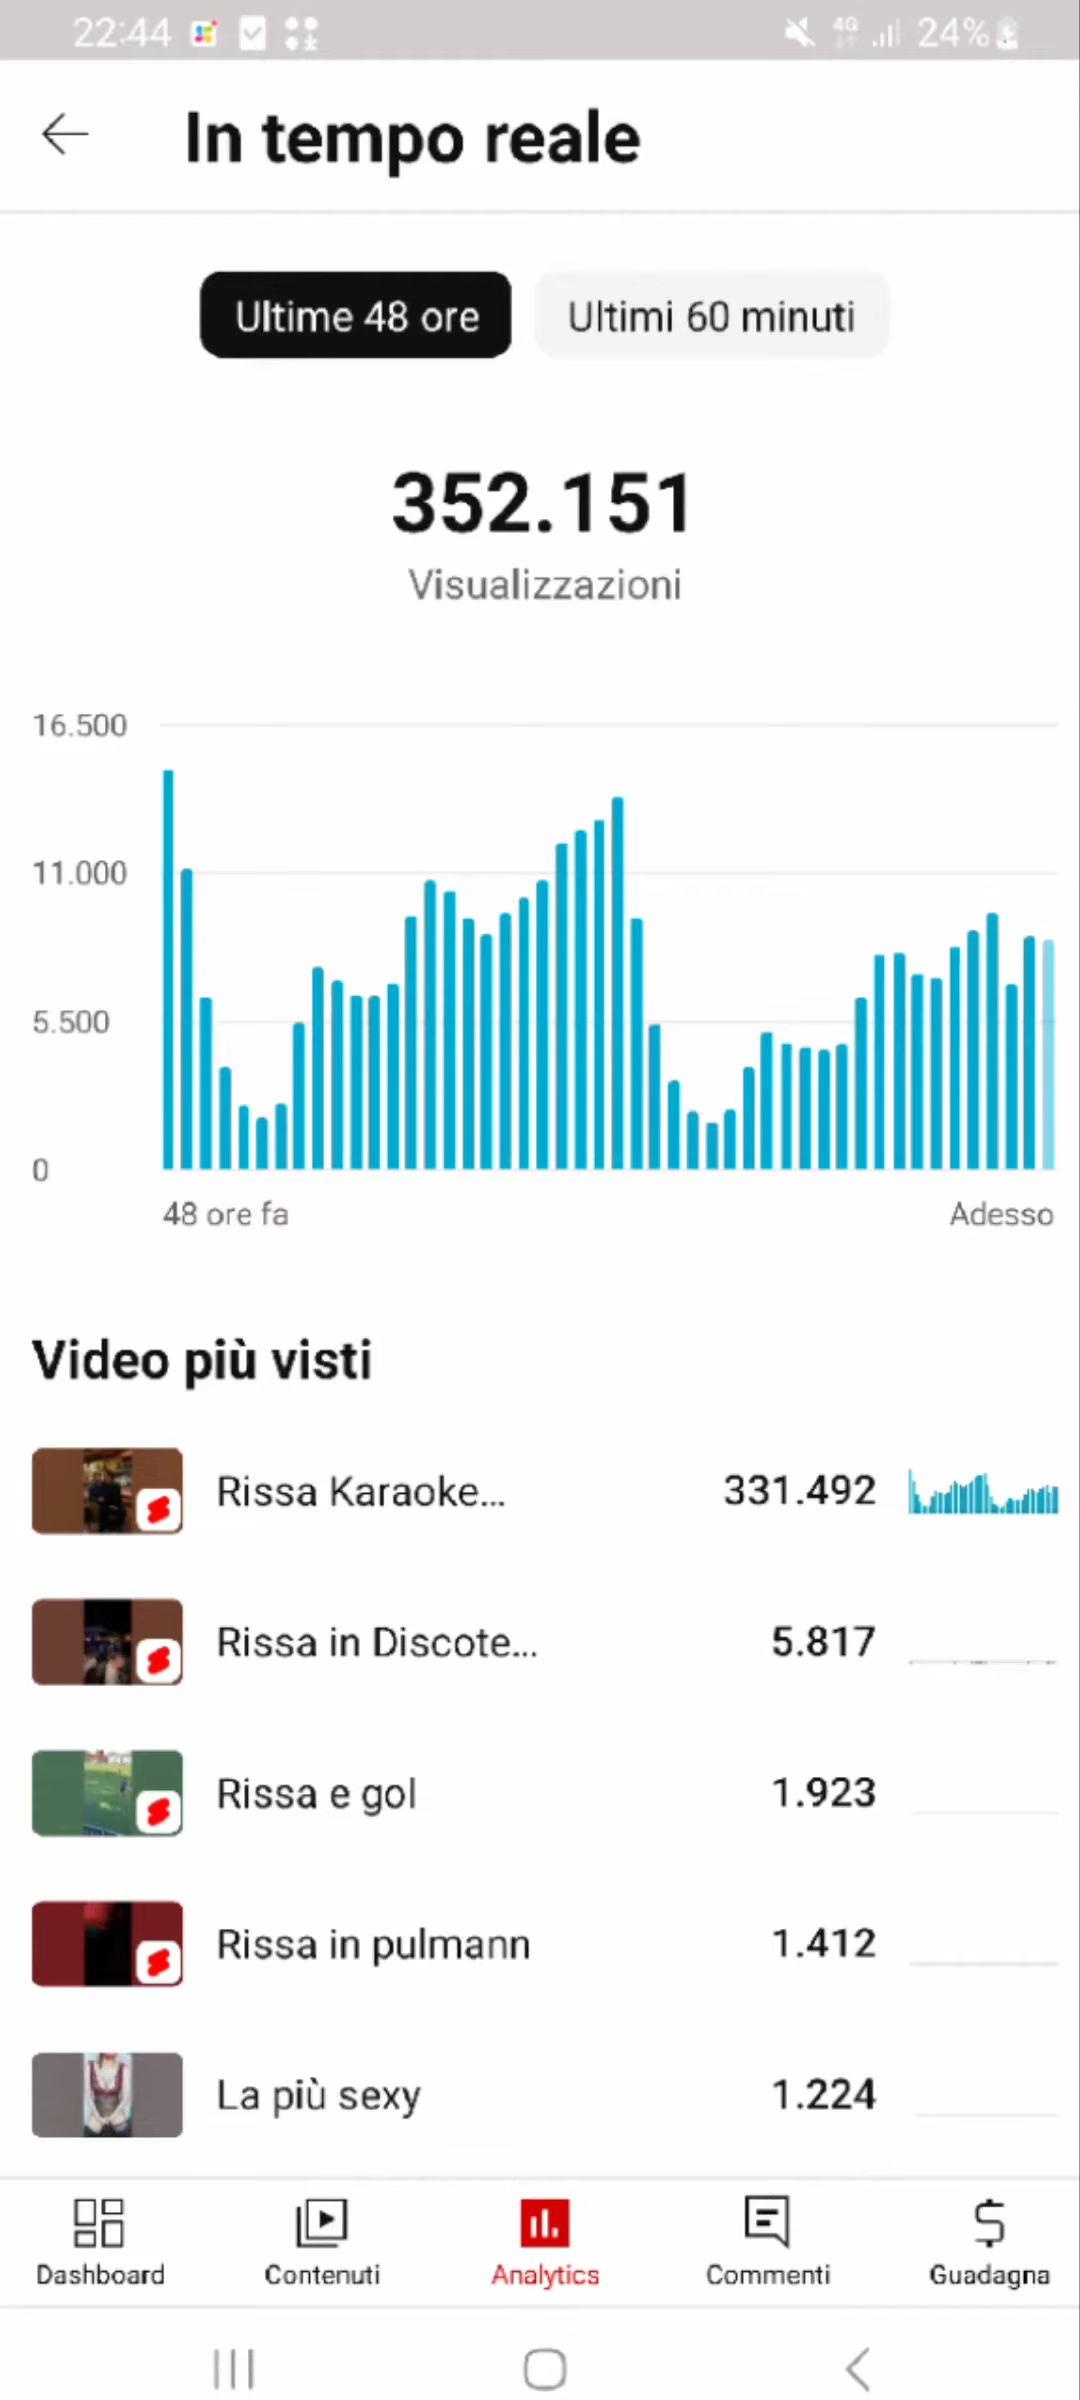 22:44 4G 24%
In tempo reale
Ultime 48 ore Ultimi 60 minuti
352.151
Visualizzazioni
16.500
11.000
5.500
0
48 ore fa Adesso
Video più visti
Rissa Karaoke... 331.492
Rissa in Discote... 5.817
Rissa e gol 1.923
Rissa in pulmann 1.412
La più sexy 1.224
Dashboard Contenuti Analytics Commenti Guadagna